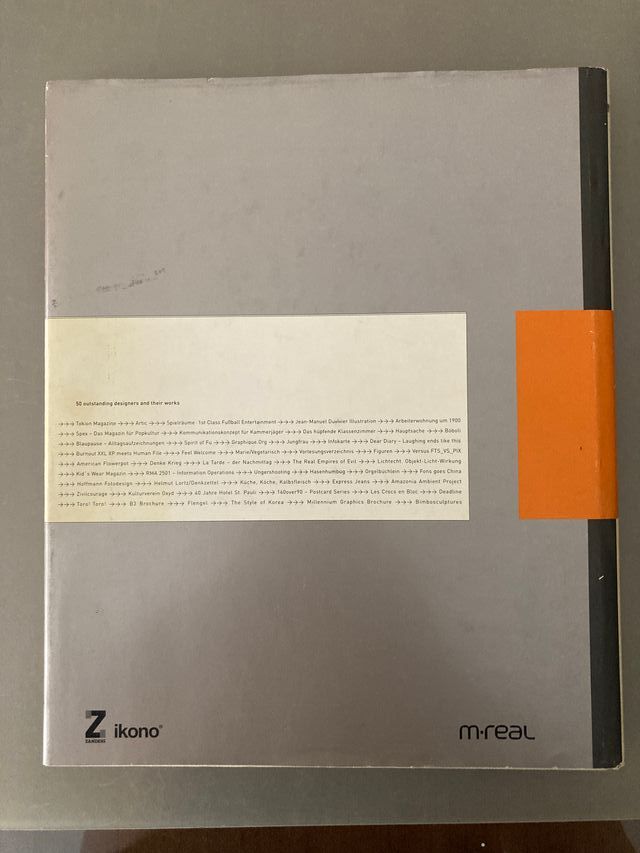 50 outstanding designers and their works
→→→→ Tokion Magazine →→→→ Artic →→→→ Spielräume: 1st Class Fußball Entertainment →→→→ Jean-Manuel Duvivier Illustration →→→→ Arbeiterwohnung um 1900
→→→→ Spex – Das Magazin für Popkultur →→→→ Kommunikationskonzept für Kammerjäger →→→→ Das hüpfende Klassenzimmer →→→→ Hauptsache →→→→ Böboli
→→→→ Blaupause – Alltagsaufzeichnungen →→→→ Spirit of Fu →→→→ Graphique.Org →→→→ Jungfrau →→→→ Infokarte →→→→ Dear Diary – Laughing ends like this
→→→→ Burnout XXL XP meets Human File →→→→ Feel Welcome →→→→ Marie/Vegetarisch →→→→ Vorlesungsverzeichnis →→→→ Figuren →→→→ Versus FTS_VS_PIX
→→→→ American Flowerpot →→→→ Denke Krieg →→→→ La Tarde – der Nachmittag →→→→ The Real Empires of Evil →→→→ Lichtrecht. Objekt-Licht-Wirkung
→→→→ Kid's Wear Magazin →→→→ RMA 2501 – Information Operations →→→→ Ungershooting →→→→ Hasenhumbug →→→→ Orgelbüchlein →→→→ Fons goes China
→→→→ Hoffmann Fotodesign →→→→ Helmut Lortz/Denkzettel →→→→ Küche, Köche, Kalbsfleisch →→→→ Express Jeans →→→→ Amazonia Ambient Project
→→→→ Zivilcourage →→→→ Kulturverein Oxyd →→→→ 40 Jahre Hotel St. Pauli →→→→ 140over90 – Postcard Series →→→→ Les Crocs en Bloc →→→→ Deadline
→→→→ Toro! Toro! →→→→ B3 Brochure →→→→ Flengel →→→→ The Style of Korea →→→→ Millennium Graphics Brochure →→→→ Bimbosculptures
Z ZANDERS ikono® m·real